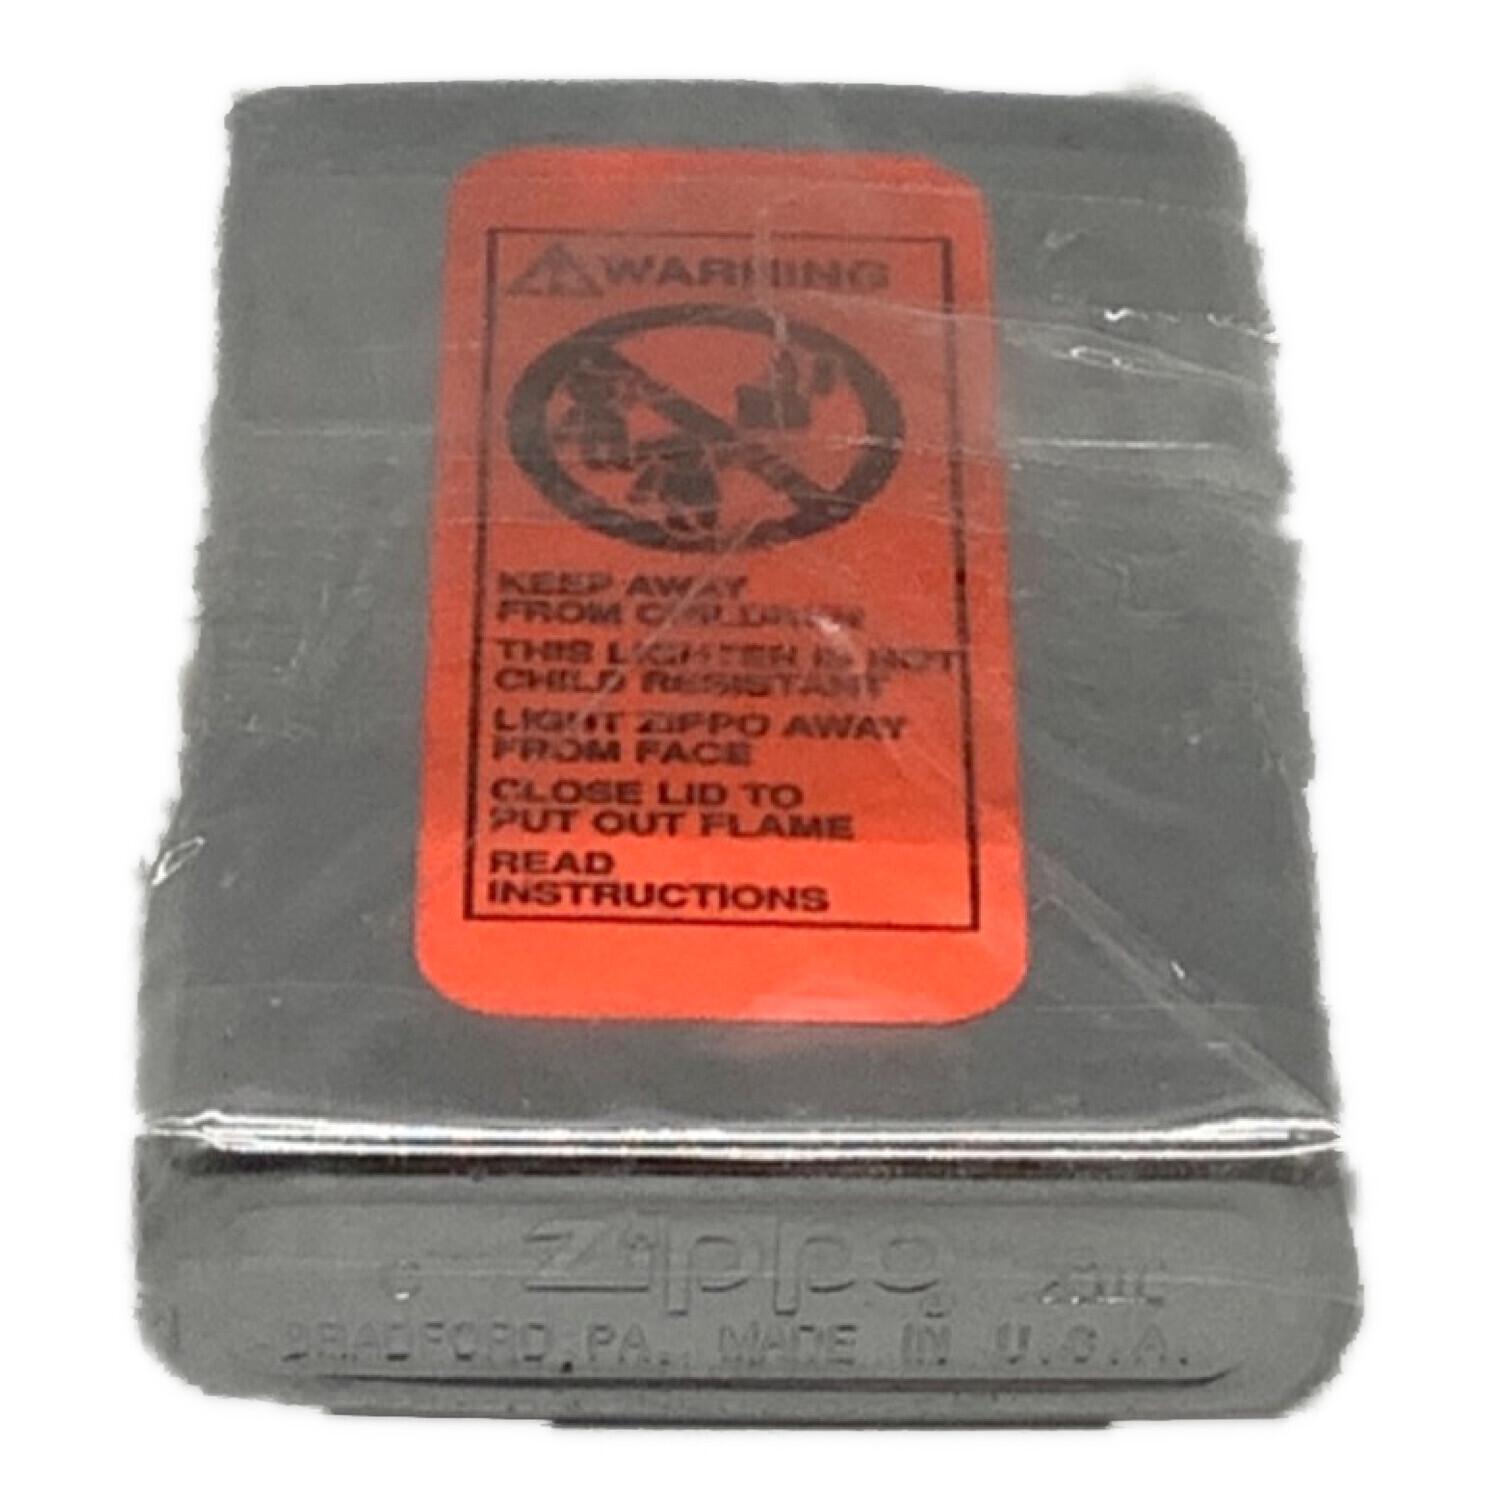 WARNING
KEEP AWAY
FROM CHILDREN
THIS LIGHTER IS NOT
CHILD RESISTANT
LIGHT ZIPPO AWAY
FROM FACE
CLOSE LID TO
PUT OUT FLAME
READ
INSTRUCTIONS
Zippo
BRADFORD, PA. MADE IN U.S.A.